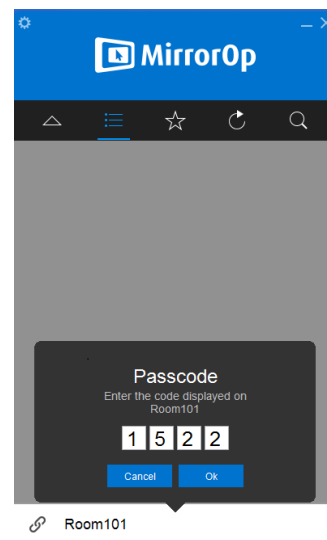 MirrorOp
Passcode
Enter the code displayed on
Room101
1 5 2 2
Cancel Ok
Room101